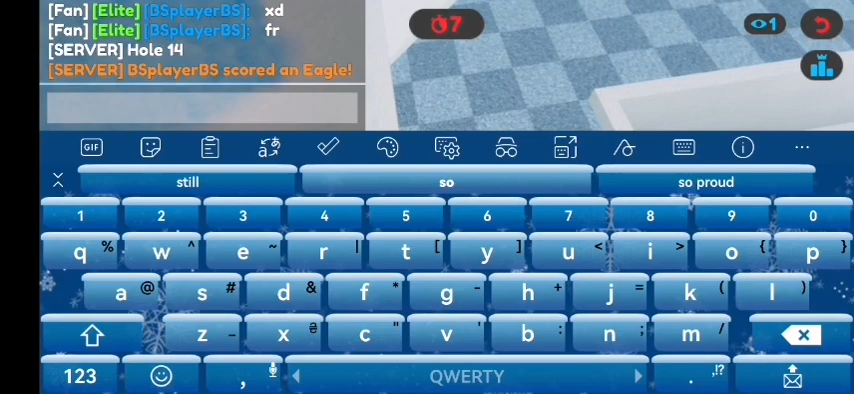 [Fan] [Elite] [BSplayerBS]: xd
[Fan] [Elite] [BSplayerBS]: fr
[SERVER] Hole 14
[SERVER] BSplayerBS scored an Eagle!
7
1
GIF
still so so proud
1 2 3 4 5 6 7 8 9 0
q % w ^ e ~ r | t [ y ] u < i > o { p }
a @ s # d & f * g - h + j = k ( l )
z _ x ₴ c " v ' b : n ; m /
123 , QWERTY . ,!?